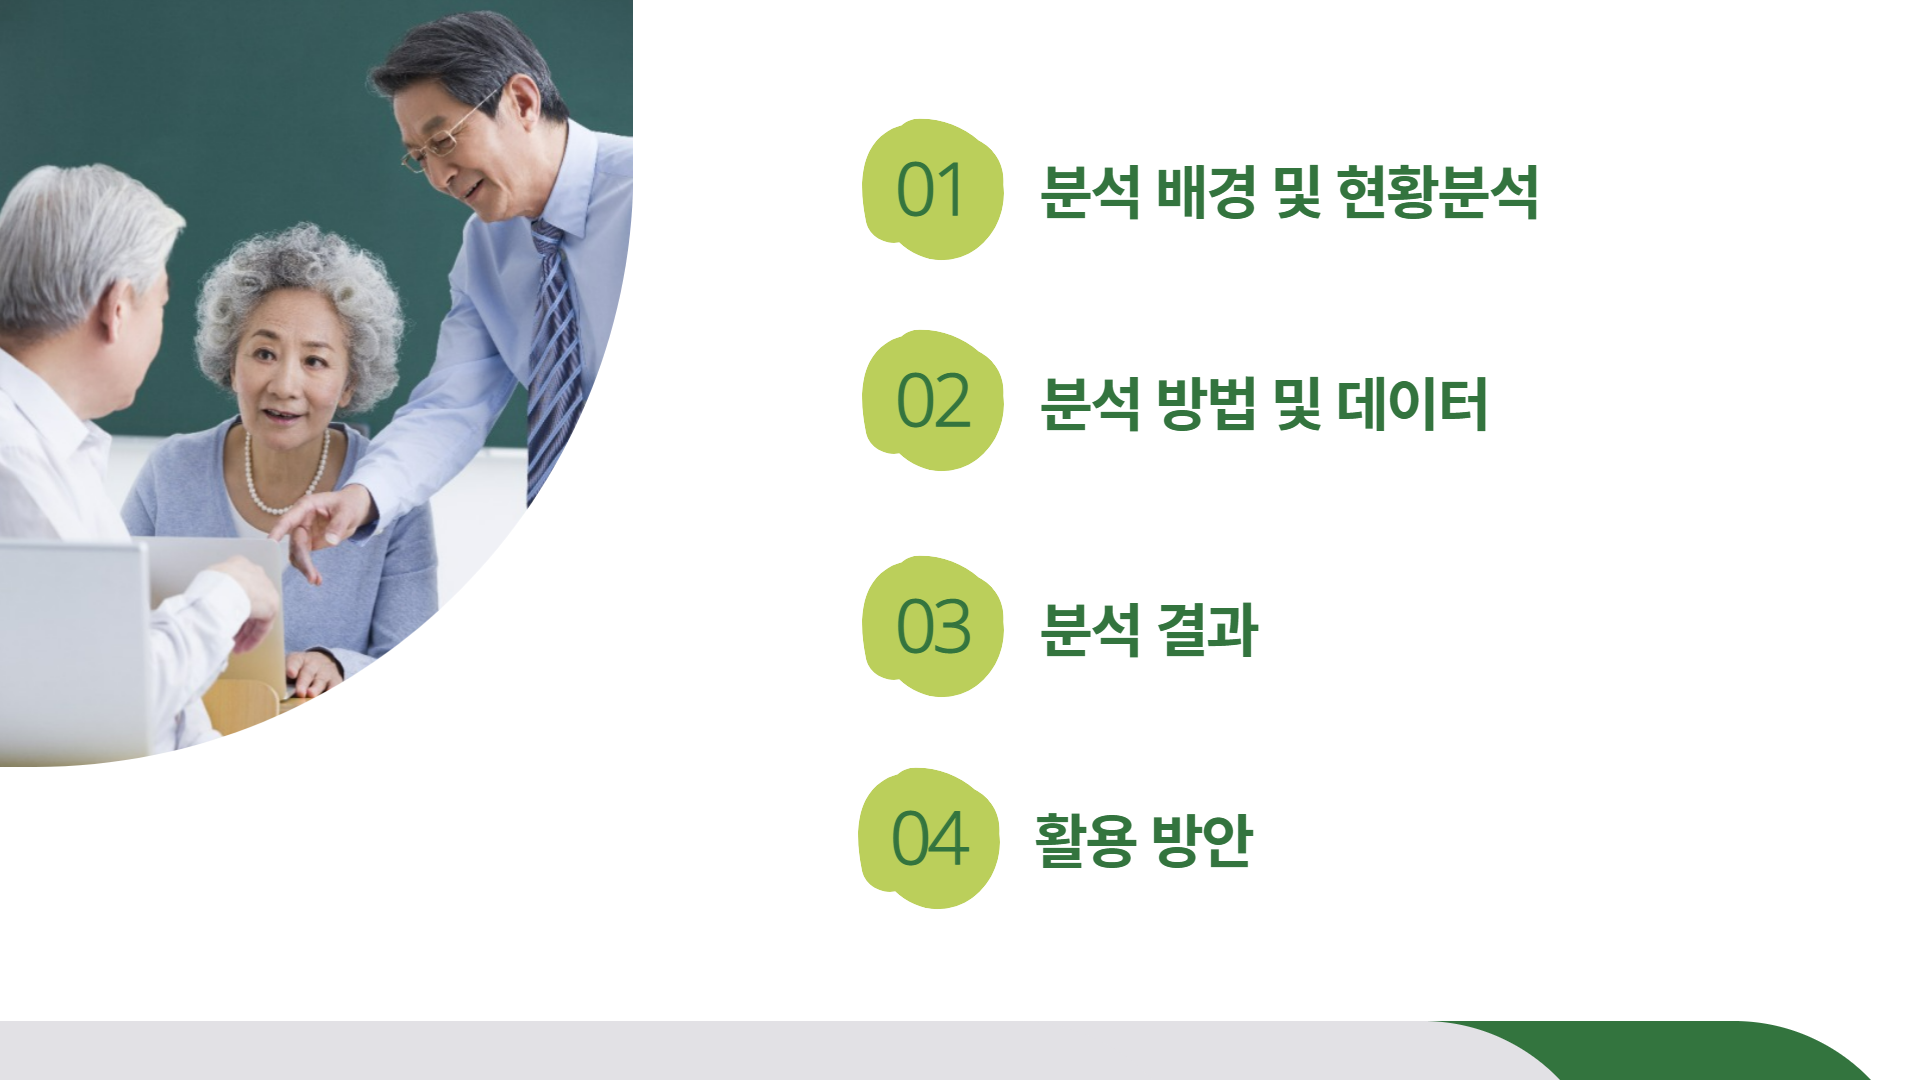 01 분석 배경 및 현황분석
02 분석 방법 및 데이터
03 분석 결과
04 활용 방안